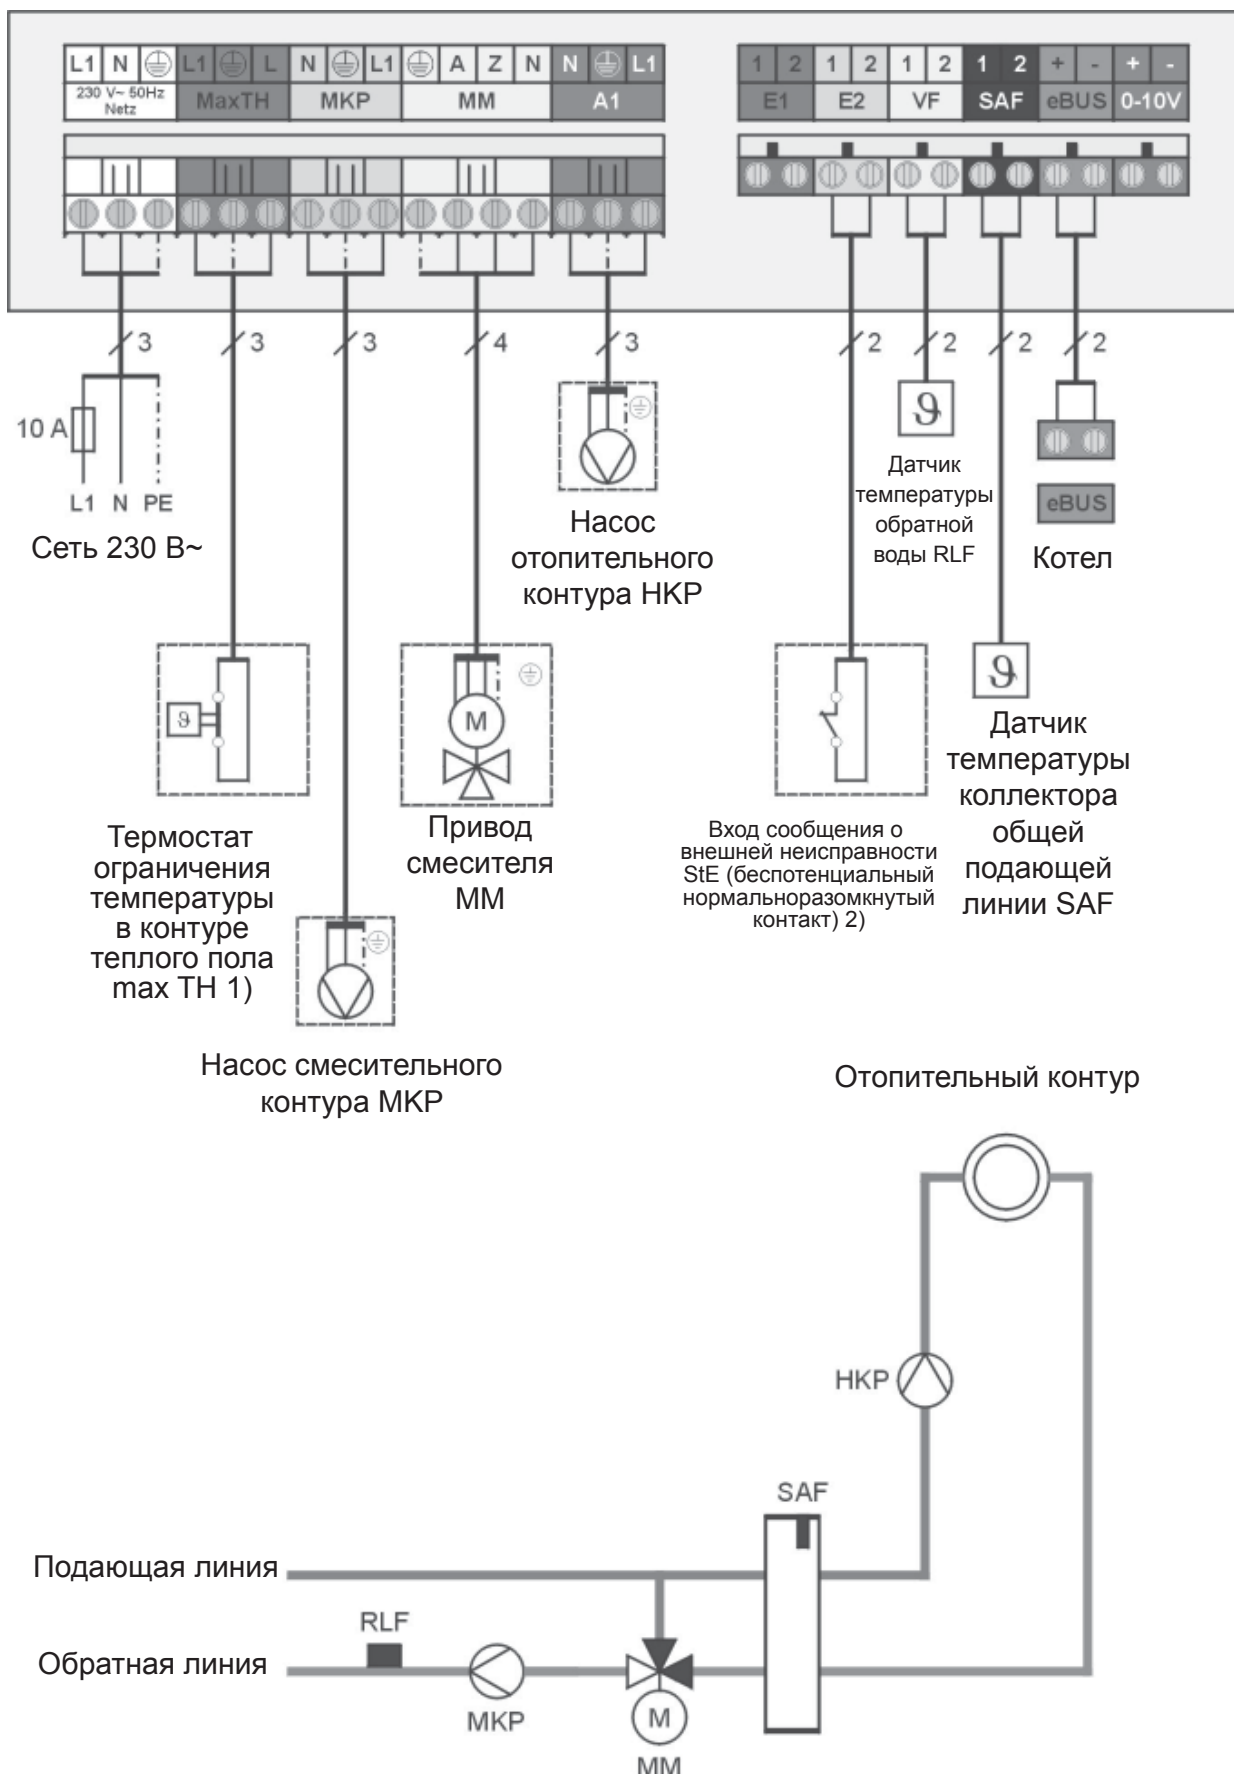 L1 N L1 L N L1 A Z N N L1 1 2 1 2 1 2 1 2 + - + -
230 V~ 50Hz
Netz
MaxTH MKP MM A1 E1 E2 VF SAF eBUS 0-10V
3 3 3 4 3 2 2 2 2
10 A
L1 N PE
Сеть 230 В~
Насос
отопительного
контура НКР
ϑ
Датчик
температуры
обратной
воды RLF
eBUS
Котел
ϑ
Термостат
ограничения
температуры
в контуре
теплого пола
max TH 1)
M
Привод
смесителя
MM
Вход сообщения о
внешней неисправности
StE (беспотенциальный
нормальноразомкнутый
контакт) 2)
ϑ
Датчик
температуры
коллектора
общей
подающей
линии SAF
Насос смесительного
контура МКР
Отопительный контур
HKP
SAF
Подающая линия
RLF
Обратная линия
MKP
M
MM